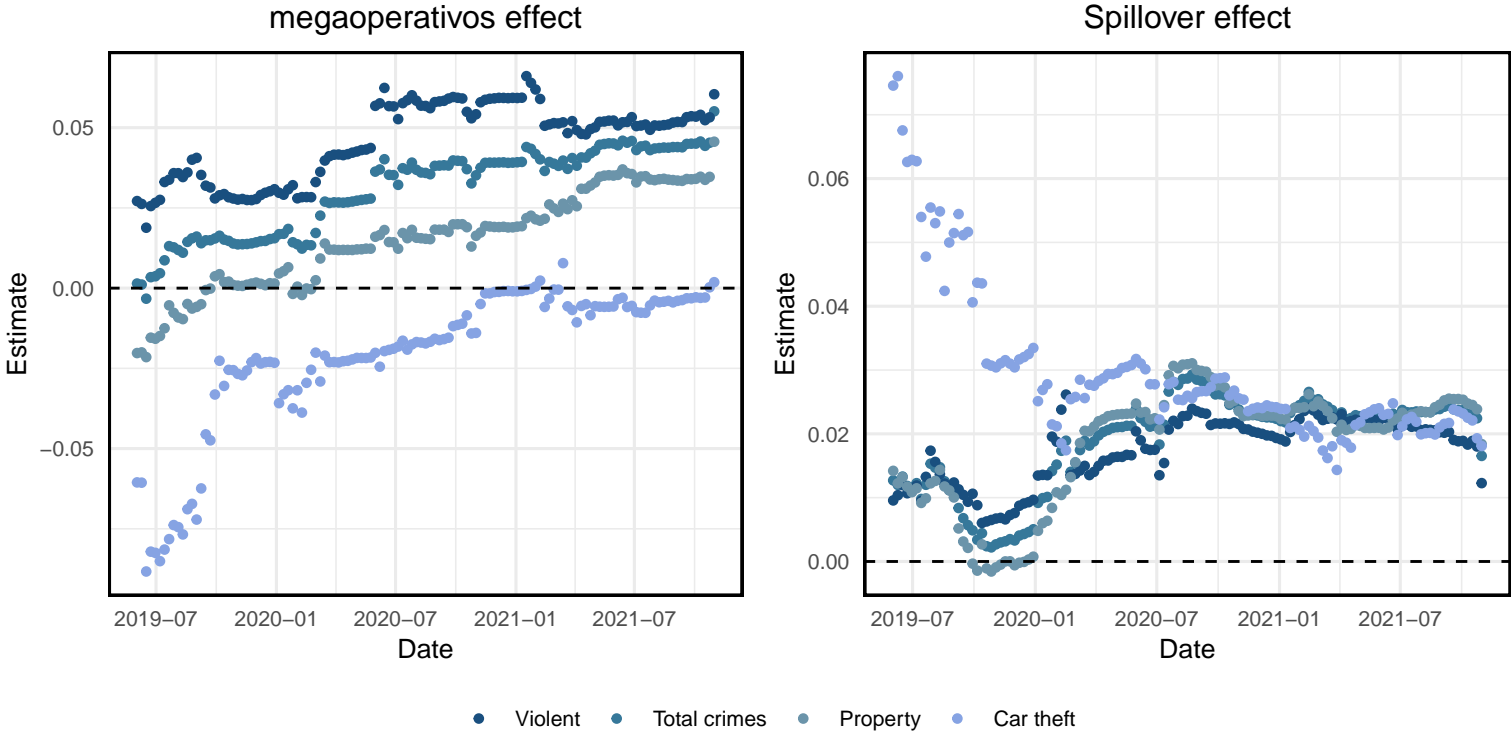 megaoperativos effect
Spillover effect
Estimate
0.05
0.00
−0.05
2019−07
2020−01
2020−07
2021−01
2021−07
Date
Estimate
0.06
0.04
0.02
0.00
2019−07
2020−01
2020−07
2021−01
2021−07
Date
Violent
Total crimes
Property
Car theft